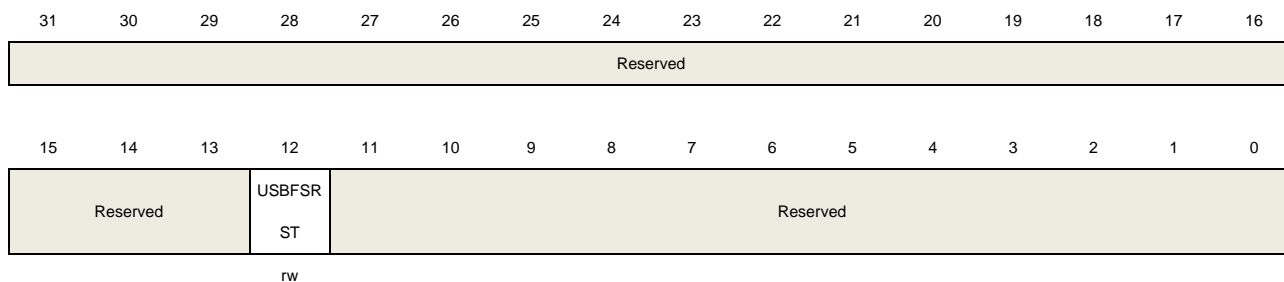 31 30 29 28 27 26 25 24 23 22 21 20 19 18 17 16
Reserved
15 14 13 12 11 10 9 8 7 6 5 4 3 2 1 0
Reserved USBFSR ST Reserved
rw